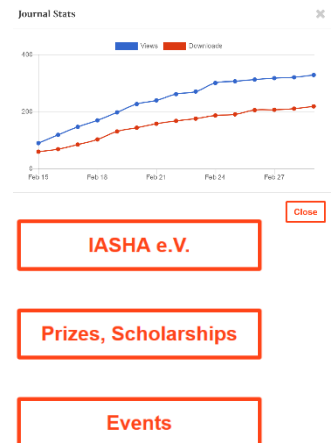 Journal Stats
×
Views Downloads
400
200
0
Feb 15 Feb 18 Feb 21 Feb 24 Feb 27
Close
IASHA e.V.
Prizes, Scholarships
Events